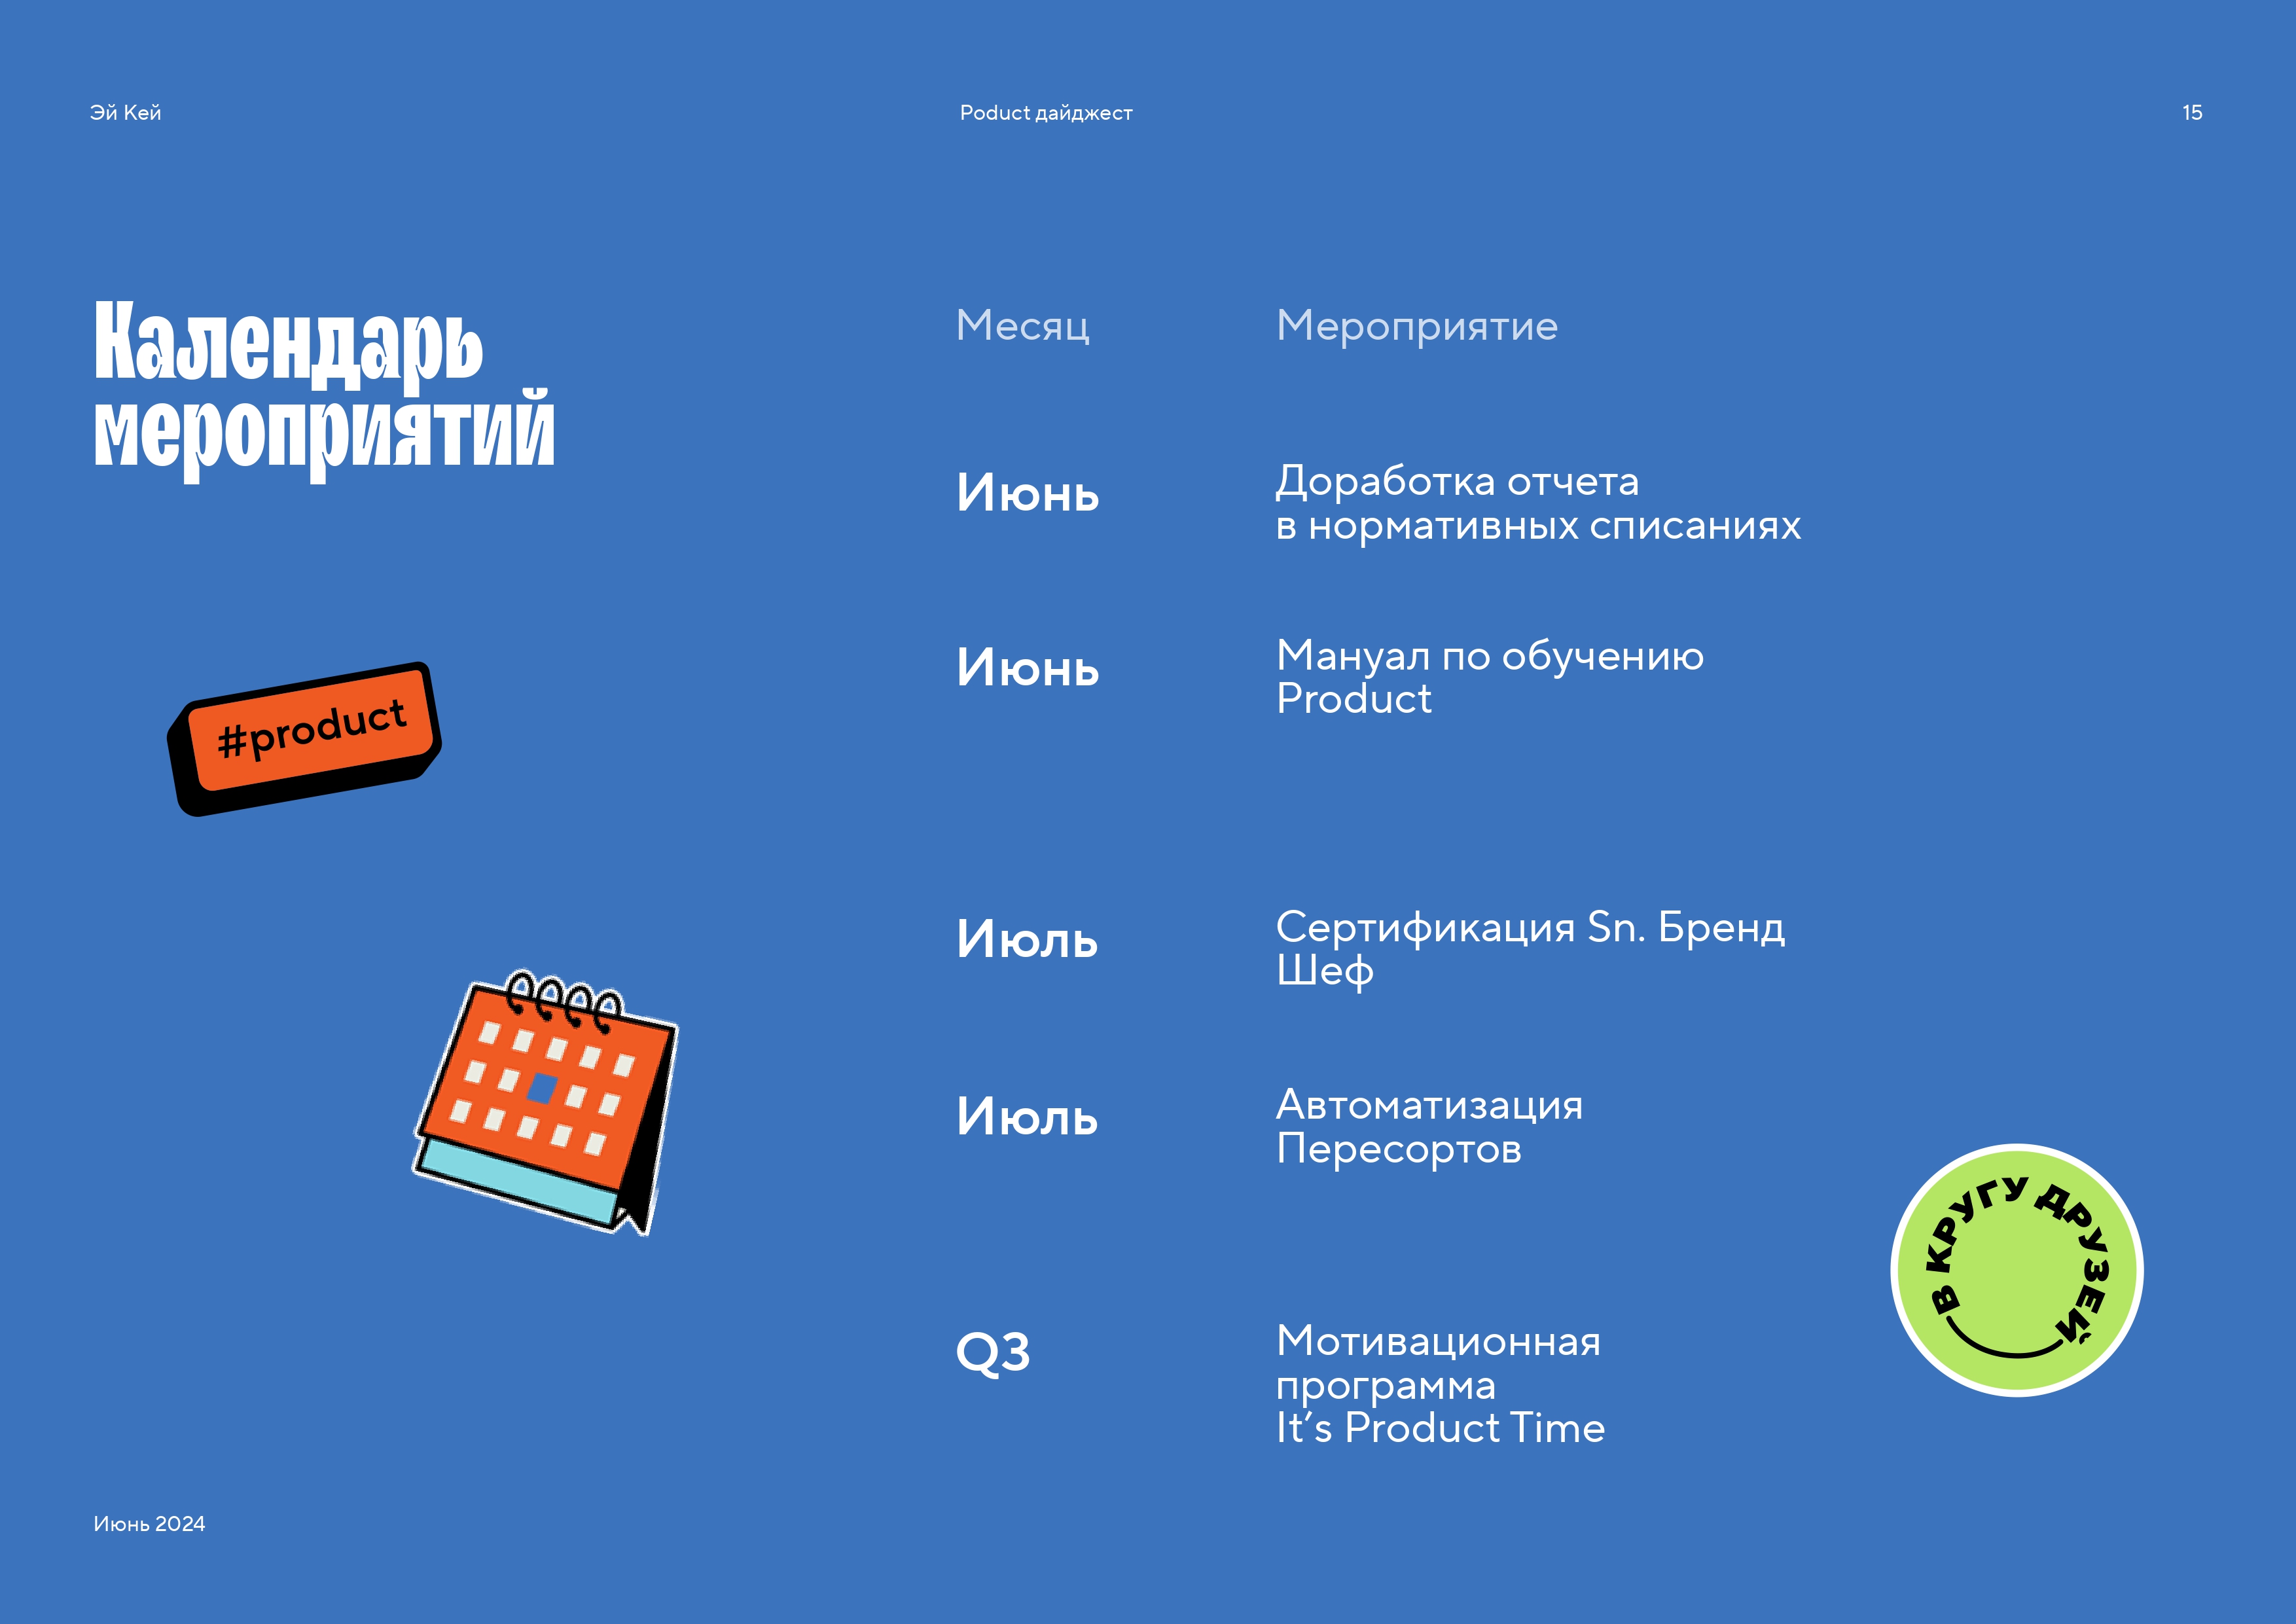 Эй Кей
Poduct дайджест
15
Календарь
мероприятий
#product
Месяц
Мероприятие
Июнь
Доработка отчета
в нормативных списаниях
Июнь
Мануал по обучению
Product
Июль
Сертификация Sn. Бренд
Шеф
Июль
Автоматизация
Пересортов
Q3
Мотивационная
программа
It’s Product Time
В КРУГУ ДРУЗЕЙ
Июнь 2024